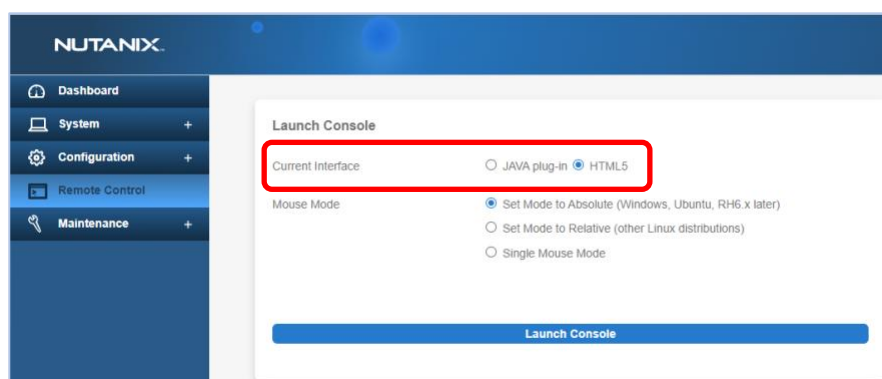 NUTANIX
Dashboard
System +
Configuration +
Remote Control
Maintenance +
Launch Console
Current Interface JAVA plug-in HTML5
Mouse Mode Set Mode to Absolute (Windows, Ubuntu, RH6.x later)
Set Mode to Relative (other Linux distributions)
Single Mouse Mode
Launch Console